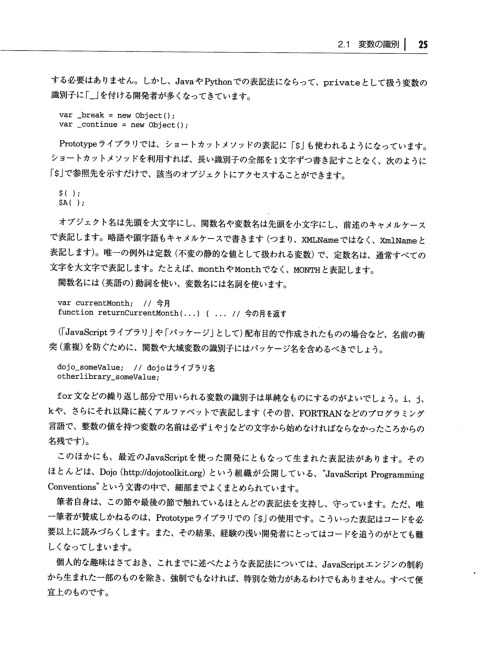 2.1 変数の識別 | 25
する必要はありません。しかし、JavaやPythonでの表記法にならって、privateとして扱う変数の
識別子に「_」を付ける開発者が多くなってきています。
var _break = new Object();
var _continue = new Object();
Prototypeライブラリでは、ショートカットメソッドの表記に「$」も使われるようになっています。
ショートカットメソッドを利用すれば、長い識別子の全部を1文字ずつ書き記すことなく、次のように
「$」で参照先を示すだけで、該当のオブジェクトにアクセスすることができます。
$( );
$A( );
オブジェクト名は先頭を大文字にし、関数名や変数名は先頭を小文字にし、前述のキャメルケース
で表記します。略語や頭字語もキャメルケースで書きます(つまり、XMLNameではなく、XmlNameと
表記します)。唯一の例外は定数(不変の静的な値として扱われる変数)で、定数名は、通常すべての
文字を大文字で表記します。たとえば、monthやMonthでなく、MONTHと表記します。
関数名には(英語の)動詞を使い、変数名には名詞を使います。
var currentMonth; // 今月
function returnCurrentMonth(...) { ... // 今月を返す
(「JavaScriptライブラリ」や「パッケージ」として)配布目的で作成されたものの場合など、名前の衝
突(重複)を防ぐために、関数や大域変数の識別子にはパッケージ名を含めるべきでしょう。
dojo_someValue; // dojoはライブラリ名
otherlibrary_someValue;
for文などの繰り返し部分で用いられる変数の識別子は単純なものにするのがよいでしょう。i、j、
kや、さらにそれ以降に続くアルファベットで表記します(その昔、FORTRANなどのプログラミング
言語で、整数の値を持つ変数の名前は必ずiやjなどの文字から始めなければならなかったころからの
名残です)。
このほかにも、最近のJavaScriptを使った開発にともなって生まれた表記法があります。その
ほとんどは、Dojo (http://dojotoolkit.org) という組織が公開している、"JavaScript Programming
Conventions"という文書の中で、細部までよくまとめられています。
筆者自身は、この節や最後の節で触れているほとんどの表記法を支持し、守っています。ただ、唯
一筆者が賛成しかねるのは、Prototypeライブラリでの「$」の使用です。こういった表記はコードを必
要以上に読みづらくします。また、その結果、経験の浅い開発者にとってはコードを追うのがとても難
しくなってしまいます。
個人的な趣味はさておき、これまでに述べたような表記法については、JavaScriptエンジンの制約
から生まれた一部のものを除き、強制でもなければ、特別な効力があるわけでもありません。すべて便
宜上のものです。